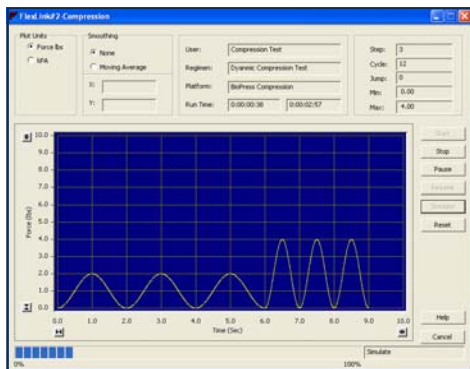 FlexLink#2-Compression
Plot Units
Force lbs
kPA
Smoothing
None
Moving Average
X:
Y:
User: Compression Test
Regimen: Dyanmic Compression Test
Platform: BioPress Compression
Run Time: 0:00:00:38 0:00:02:57
Step: 3
Cycle: 12
Jump: 0
Min: 0.00
Max: 4.00
Force (lbs)
10.0
9.0
8.0
7.0
6.0
5.0
4.0
3.0
2.0
1.0
0.0
0.0 1.0 2.0 3.0 4.0 5.0 6.0 7.0 8.0 9.0 10.0
Time (Sec)
Start
Stop
Pause
Resume
Simulate
Reset
Help
Cancel
Simulate
0% 100%